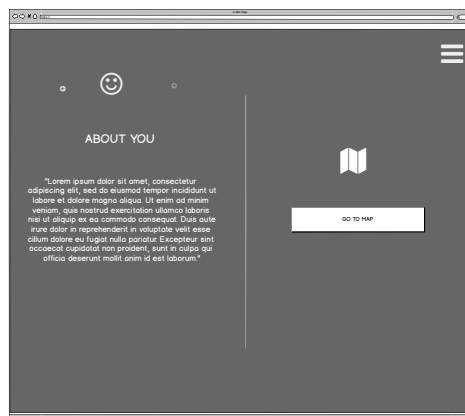 A Web Page
ABOUT YOU
"Lorem ipsum dolor sit amet, consectetur
adipiscing elit, sed do eiusmod tempor incididunt ut
labore et dolore magna aliqua. Ut enim ad minim
veniam, quis nostrud exercitation ullamco laboris
nisi ut aliquip ex ea commodo consequat. Duis aute
irure dolor in reprehenderit in voluptate velit esse
cillum dolore eu fugiat nulla pariatur. Excepteur sint
occaecat cupidatat non proident, sunt in culpa qui
officia deserunt mollit anim id est laborum."
GO TO MAP